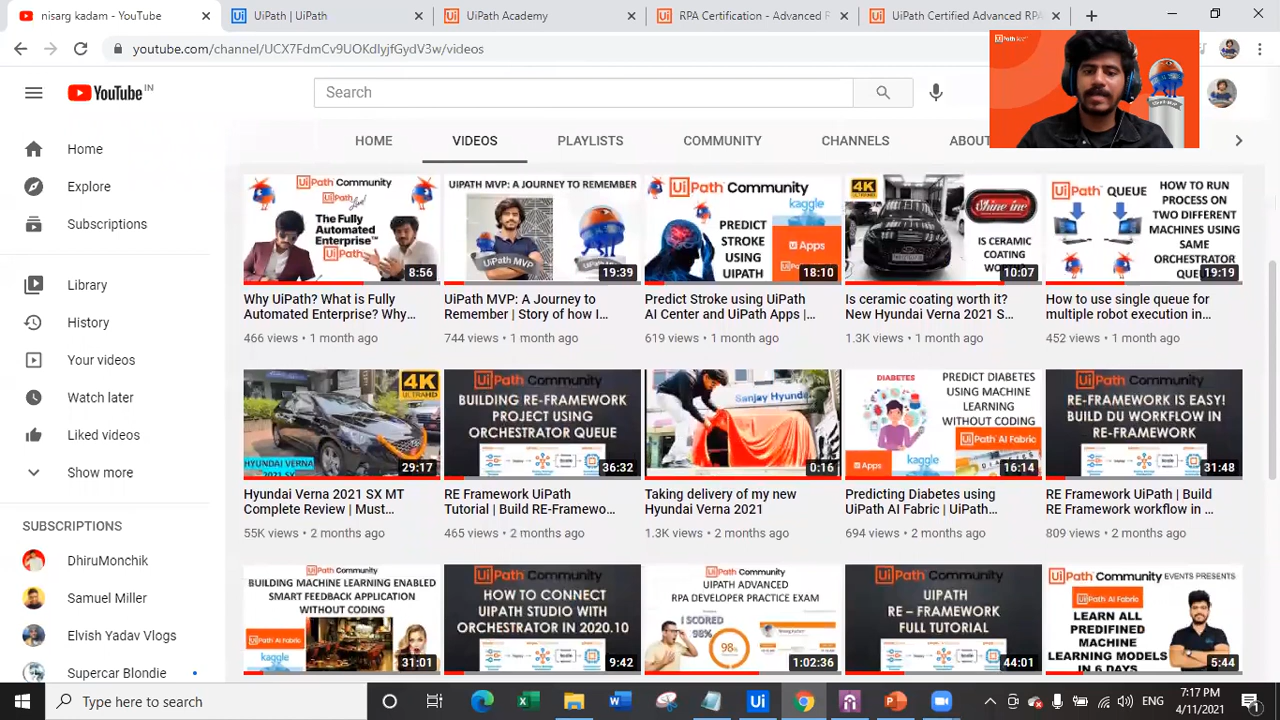 nisarg kadam - YouTube
UiPath | UiPath
UiPath Academy
RPA Certification - Advanced R
UiPath Certified Advanced RPA
youtube.com/channel/UCX7FdmCv9UOKdlyjfGydV3w/videos
YouTube IN
Search
HOME
VIDEOS
PLAYLISTS
COMMUNITY
CHANNELS
ABOUT
Home
Explore
Subscriptions
Library
History
Your videos
Watch later
Liked videos
Show more
SUBSCRIPTIONS
DhiruMonchik
Samuel Miller
Elvish Yadav Vlogs
Supercar Blondie
UiPath Community
The Fully
Automated
Enterprise™
UiPath
8:56
Why UiPath? What is Fully
Automated Enterprise? Why…
466 views • 1 month ago
UiPATH MVP: A JOURNEY TO REMEMBER
UiPath MVP
19:39
UiPath MVP: A Journey to
Remember | Story of how I…
744 views • 1 month ago
UiPath Community
kaggle
PREDICT
STROKE
USING
UIPATH
Apps
18:10
Predict Stroke using UiPath
AI Center and UiPath Apps |…
619 views • 1 month ago
4K
Shine inc
IS CERAMIC
COATING
10:07
Is ceramic coating worth it?
New Hyundai Verna 2021 S…
1.3K views • 1 month ago
UiPath QUEUE
HOW TO RUN
PROCESS ON
TWO DIFFERENT
MACHINES USING
SAME
ORCHESTRATOR
19:19
How to use single queue for
multiple robot execution in…
452 views • 1 month ago
4K
ULTRAHD
HYUNDAI VERNA
29:17
Hyundai Verna 2021 SX MT
Complete Review | Must…
55K views • 2 months ago
UiPath Community
BUILDING RE-FRAMEWORK
PROJECT USING
ORCHESTRATOR QUEUE
36:32
RE Framework UiPath
Tutorial | Build RE-Framewo…
465 views • 2 months ago
Sanjay Hyundai
0:16
Taking delivery of my new
Hyundai Verna 2021
1.3K views • 2 months ago
DIABETES
PREDICT DIABETES
USING MACHINE
LEARNING
WITHOUT CODING
UiPath AI Fabric
Apps
kaggle
16:14
Predicting Diabetes using
UiPath AI Fabric | UiPath…
694 views • 2 months ago
UiPath Community
RE-FRAMEWORK IS EASY!
BUILD DU WORKFLOW IN
RE-FRAMEWORK
31:48
RE Framework UiPath | Build
RE Framework workflow in …
809 views • 2 months ago
UiPath Community
BUILDING MACHINE LEARNING ENABLED
SMART FEEDBACK APPLICATION
WITHOUT CODING
UiPath AI Fabric
kaggle
31:01
UiPath Community
HOW TO CONNECT
UIPATH STUDIO WITH
ORCHESTRATOR IN 2020.10
9:42
UiPath Community
UIPATH ADVANCED
RPA DEVELOPER PRACTICE EXAM
I SCORED
98%
98%
1:02:36
UiPath Community
UIPATH
RE – FRAMEWORK
FULL TUTORIAL
44:01
UiPath Community EVENTS PRESENTS
UiPath AI Fabric
LEARN ALL
PREDEFINED
MACHINE
LEARNING MODELS
IN 6 DAYS
5:44
Type here to search
ENG
7:17 PM
4/11/2021